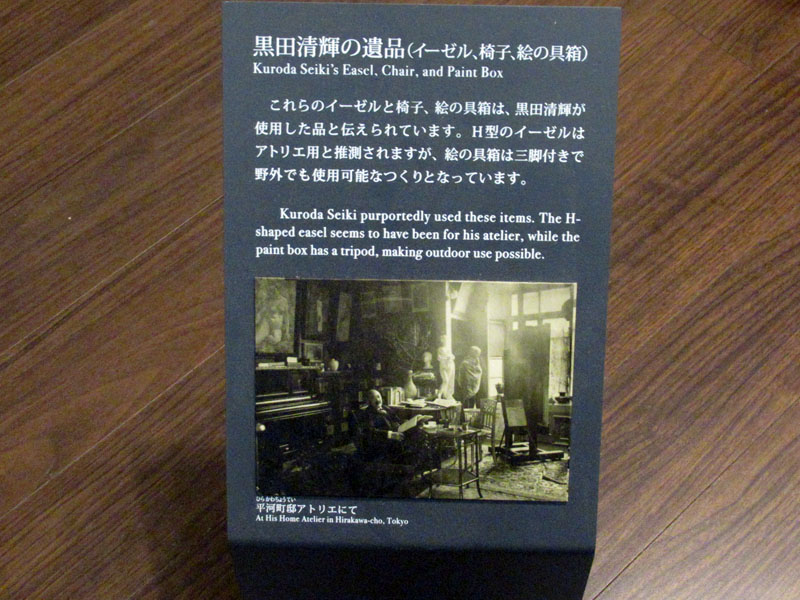 黒田清輝の遺品(イーゼル、椅子、絵の具箱)
Kuroda Seiki's Easel, Chair, and Paint Box
これらのイーゼルと椅子、絵の具箱は、黒田清輝が
使用した品と伝えられています。H型のイーゼルは
アトリエ用と推測されますが、絵の具箱は三脚付きで
野外でも使用可能なつくりとなっています。
Kuroda Seiki purportedly used these items. The H-
shaped easel seems to have been for his atelier, while the
paint box has a tripod, making outdoor use possible.
ひらかわちょうてい
平河町邸アトリエにて
At His Home Atelier in Hirakawa-cho, Tokyo